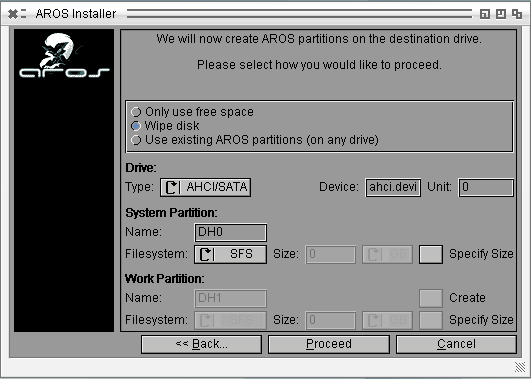 AROS Installer
aros
We will now create AROS partitions on the destination drive.
Please select how you would like to proceed.
Only use free space
Wipe disk
Use existing AROS partitions (on any drive)
Drive:
Type: AHCI/SATA Device: ahci.devi Unit: 0
System Partition:
Name: DH0
Filesystem: SFS Size: 0 GB Specify Size
Work Partition:
Name: DH1 Create
Filesystem: SFS Size: 0 GB Specify Size
<< Back... Proceed Cancel